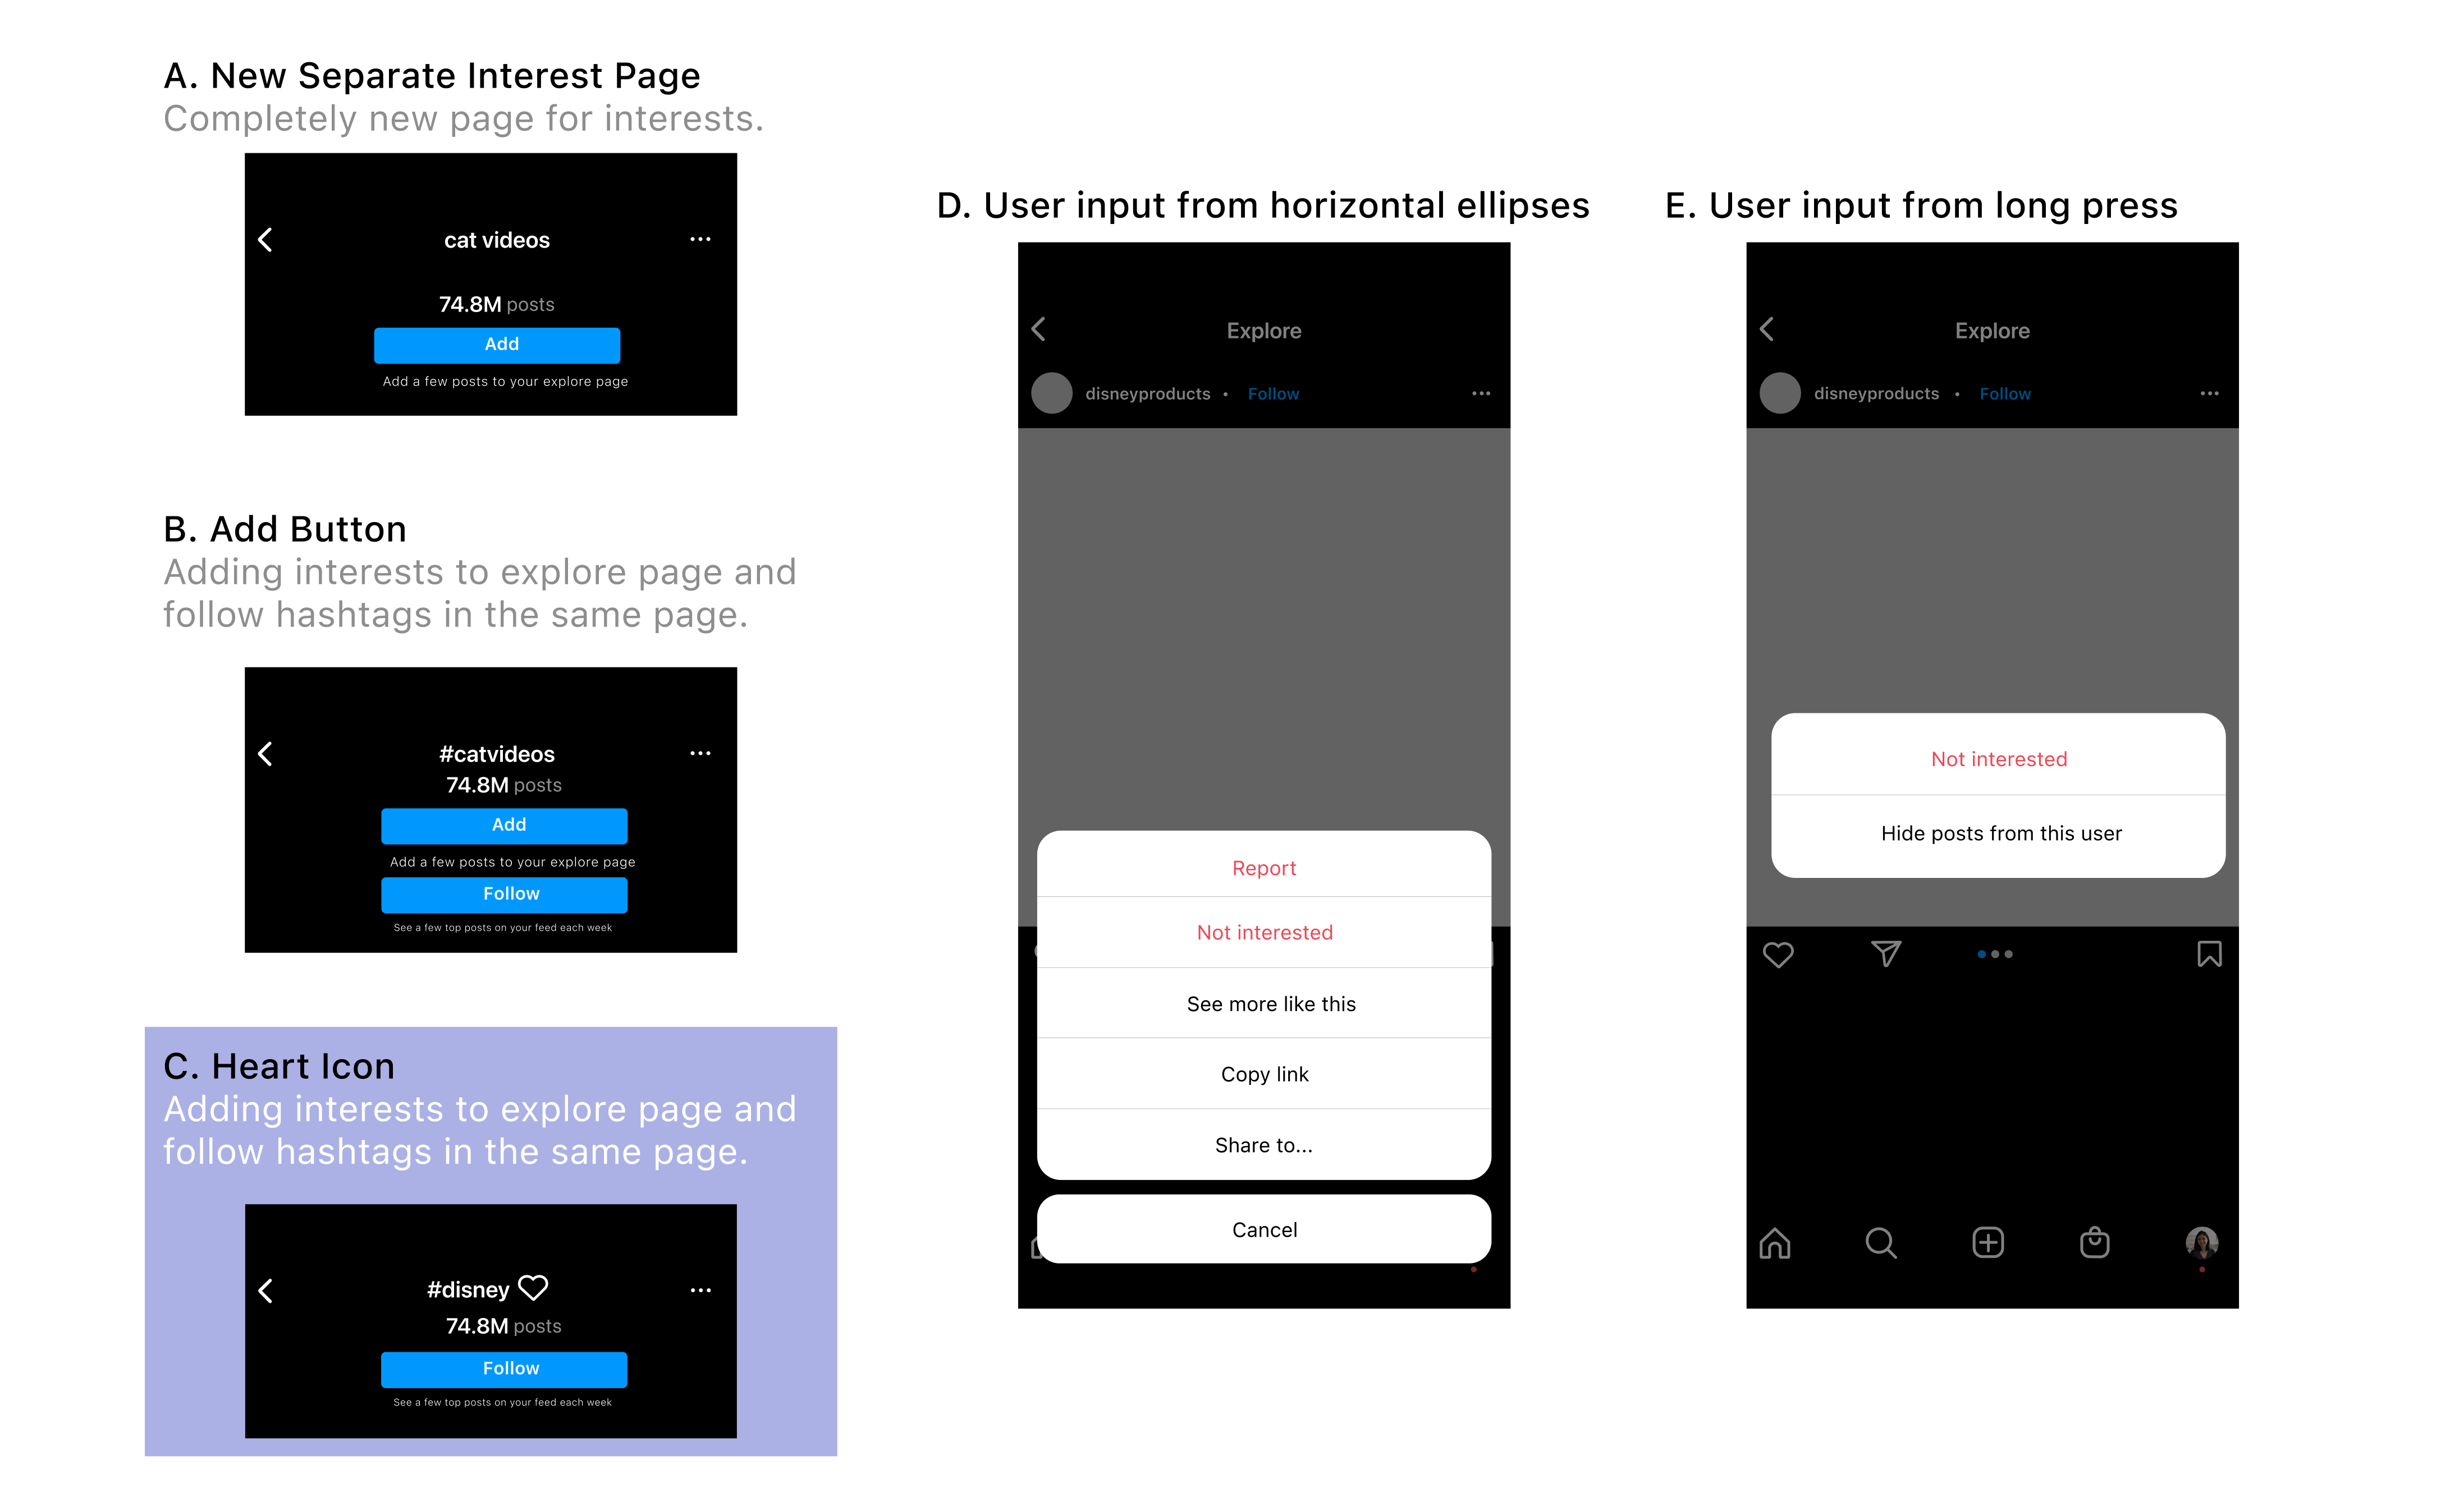 A. New Separate Interest Page
Completely new page for interests.
cat videos
74.8M posts
Add
Add a few posts to your explore page
B. Add Button
Adding interests to explore page and
follow hashtags in the same page.
#catvideos
74.8M posts
Add
Add a few posts to your explore page
Follow
See a few top posts on your feed each week
C. Heart Icon
Adding interests to explore page and
follow hashtags in the same page.
#disney
74.8M posts
Follow
See a few top posts on your feed each week
D. User input from horizontal ellipses
Explore
disneyproducts • Follow
Report
Not interested
See more like this
Copy link
Share to...
Cancel
E. User input from long press
Explore
disneyproducts • Follow
Not interested
Hide posts from this user